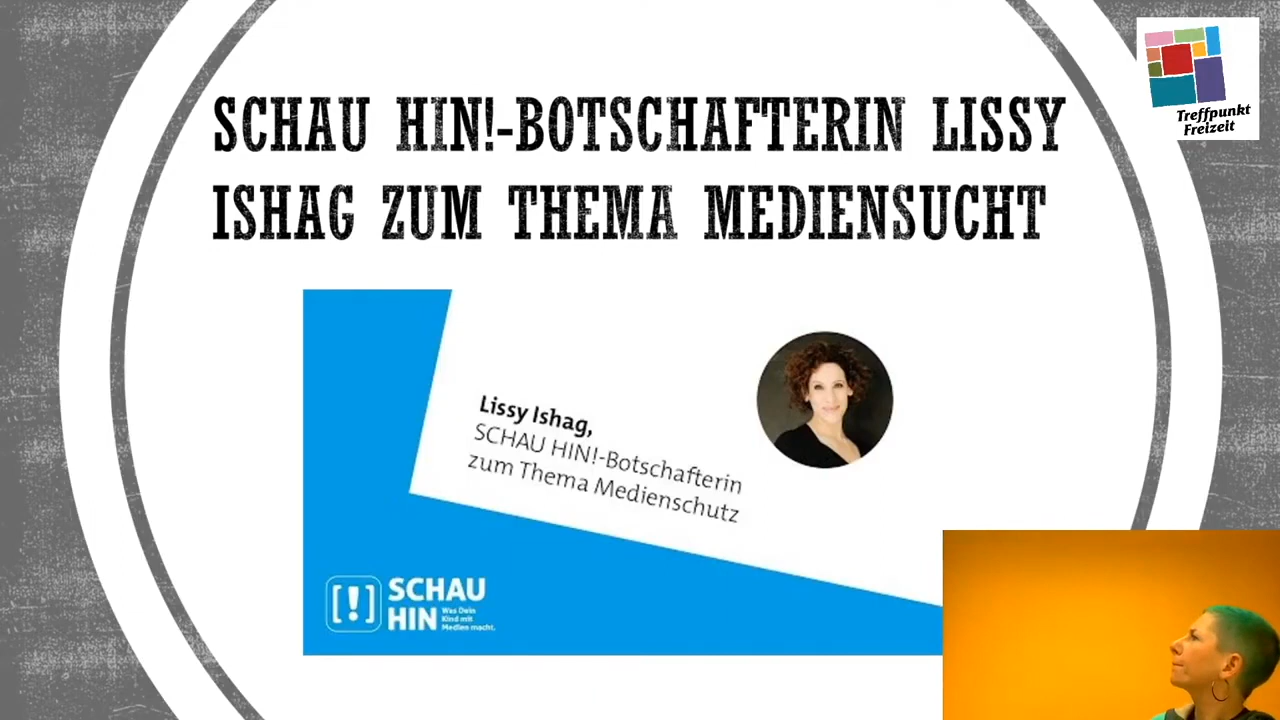 SCHAU HIN!-BOTSCHAFTERIN LISSY
ISHAG ZUM THEMA MEDIENSUCHT
Treffpunkt
Freizeit
Lissy Ishag,
SCHAU HIN!-Botschafterin
zum Thema Medienschutz
[!] SCHAU
HIN
Was Dein
Kind mit
Medien macht.